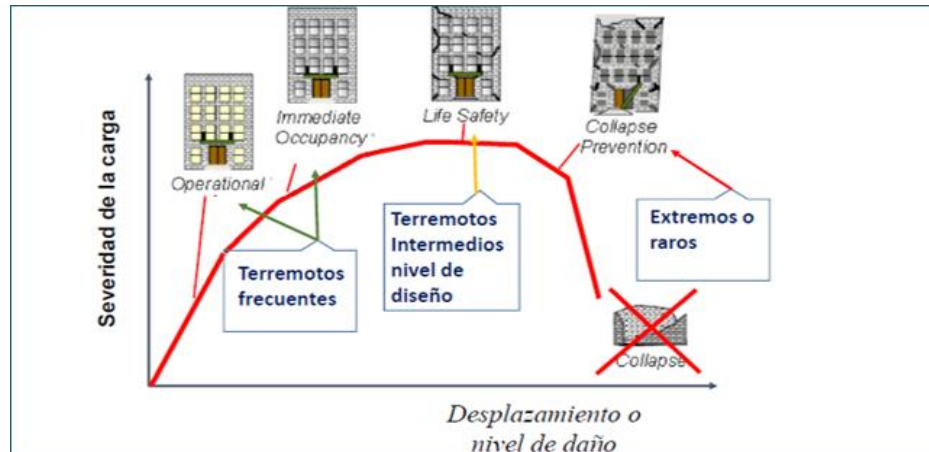 Severidad de la carga
Operational
Immediate
Occupancy
Life Safety
Collapse
Prevention
Terremotos
frecuentes
Terremotos
Intermedios
nivel de
diseño
Extremos o
raros
Collapse
Desplazamiento o
nivel de daño